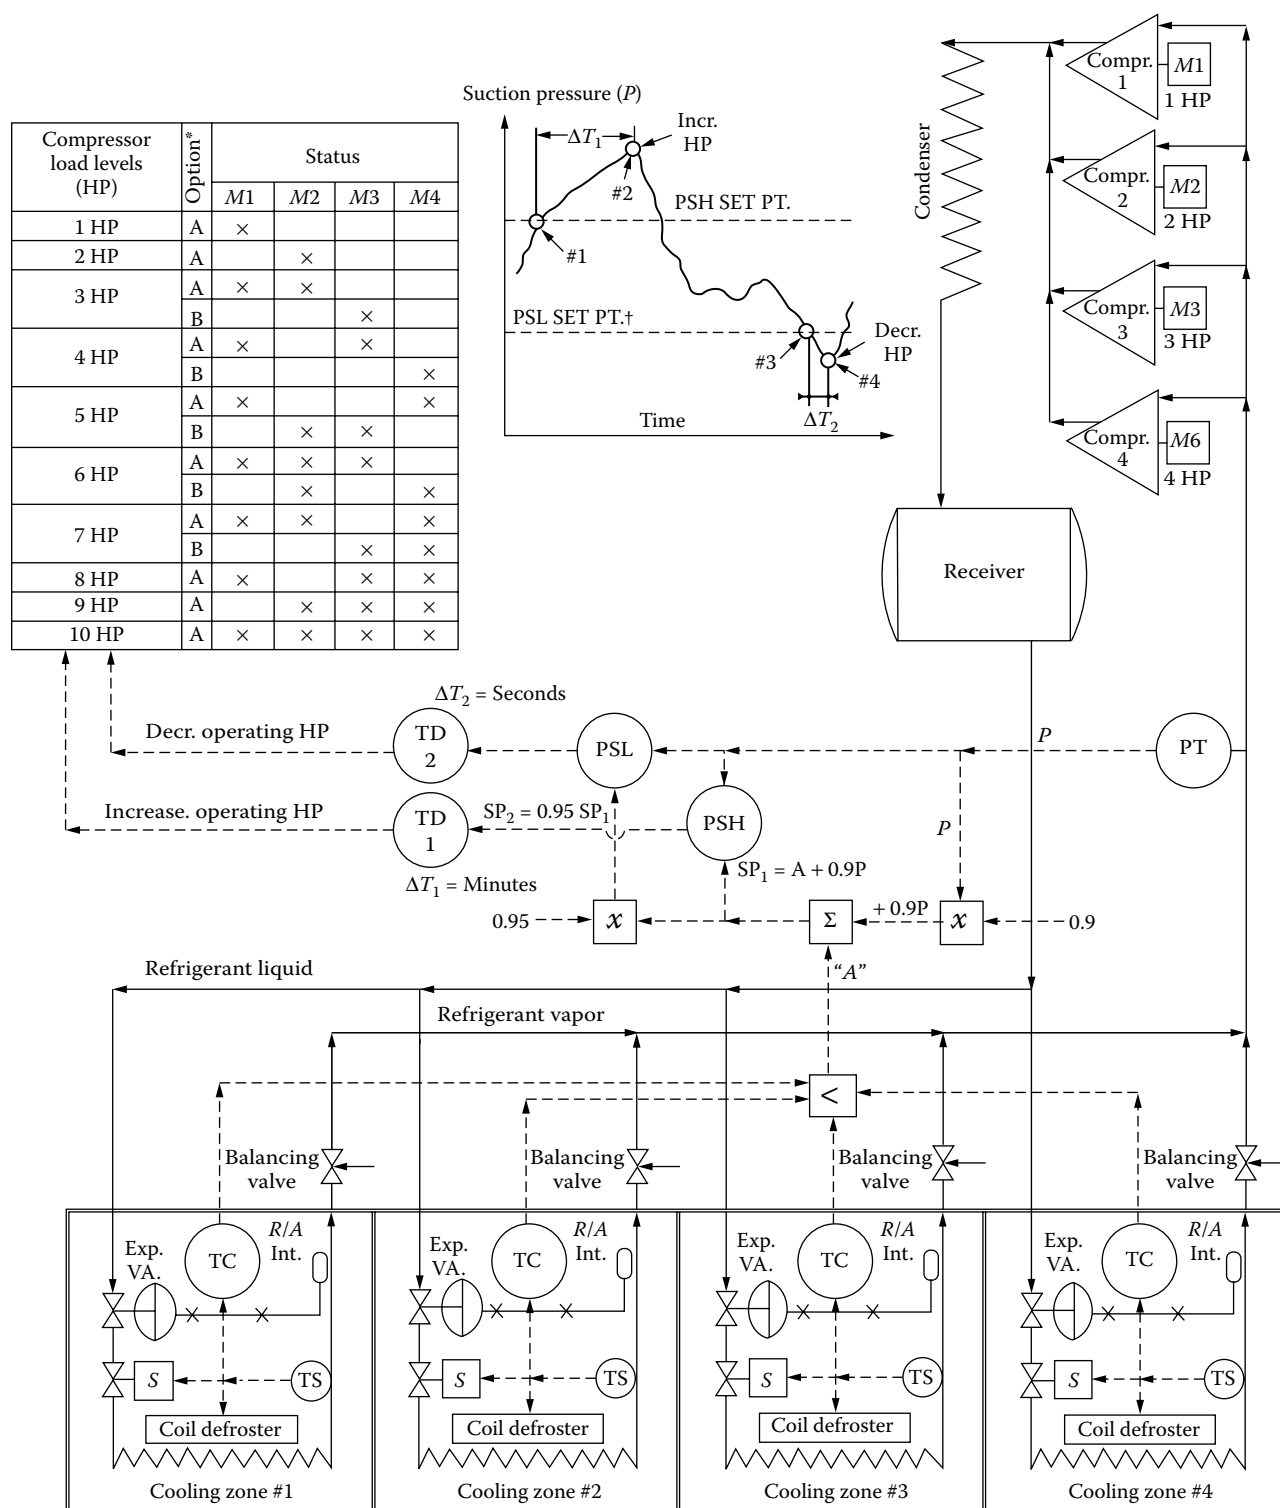 Compr.
1
M1
1 HP
Compr.
2
M2
2 HP
Compr.
3
M3
3 HP
Compr.
4
M6
4 HP
Condenser
Receiver
Suction pressure (P)
ΔT1
Incr.
HP
#2
PSH SET PT.
#1
PSL SET PT.†
#3
Decr.
HP
#4
Time
ΔT2
Compressor
load levels
(HP)
Option*
Status
M1 M2 M3 M4
1 HP A ×
2 HP A ×
3 HP A × ×
B ×
4 HP A × ×
B ×
5 HP A × ×
B × ×
6 HP A × × ×
B × ×
7 HP A × × ×
B × ×
8 HP A × × ×
9 HP A × × ×
10 HP A × × × ×
ΔT2 = Seconds
Decr. operating HP
TD
2
PSL
P
PT
Increase. operating HP
TD
1
SP2 = 0.95 SP1
PSH
P
ΔT1 = Minutes
SP1 = A + 0.9P
0.95
x
Σ
+ 0.9P
x
0.9
"A"
Refrigerant liquid
Refrigerant vapor
<
Balancing
valve
Balancing
valve
Balancing
valve
Balancing
valve
Exp.
VA.
TC
R/A
Int.
S
TS
Coil defroster
Cooling zone #1
Exp.
VA.
TC
R/A
Int.
S
TS
Coil defroster
Cooling zone #2
Exp.
VA.
TC
R/A
Int.
S
TS
Coil defroster
Cooling zone #3
Exp.
VA.
TC
R/A
Int.
S
TS
Coil defroster
Cooling zone #4